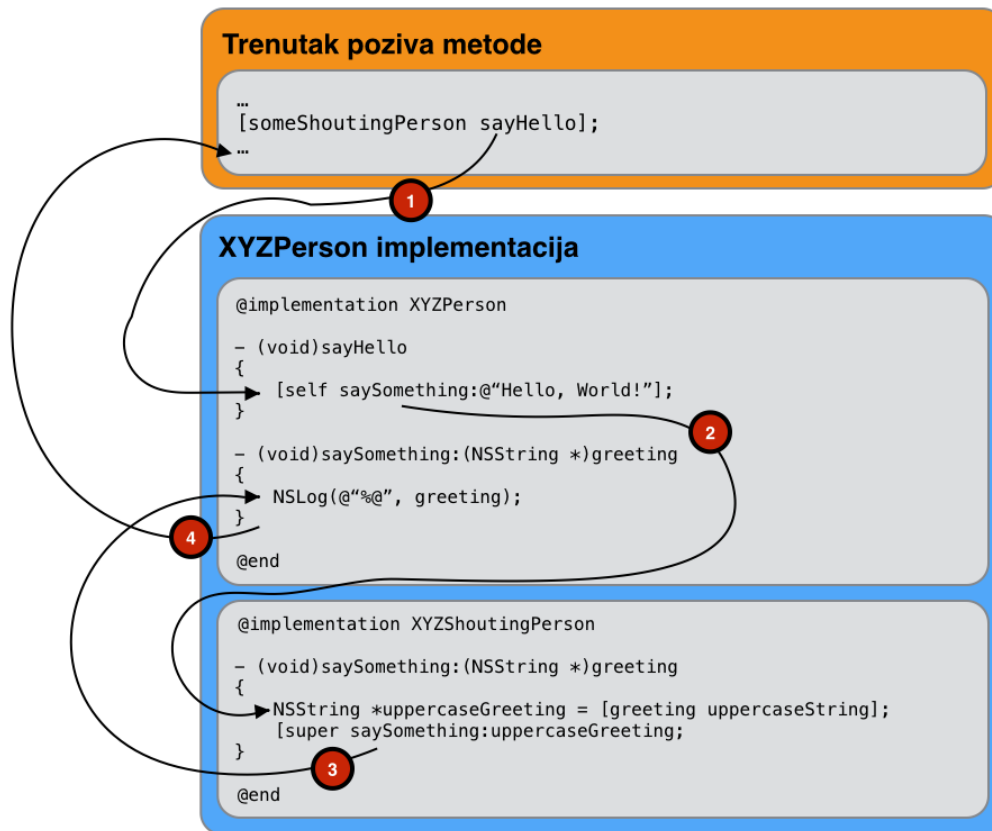 Trenutak poziva metode
…
[someShoutingPerson sayHello];
…
1
XYZPerson implementacija
@implementation XYZPerson
– (void)sayHello
{
[self saySomething:@“Hello, World!”];
}
2
– (void)saySomething:(NSString *)greeting
{
NSLog(@“%@”, greeting);
}
4
@end
@implementation XYZShoutingPerson
– (void)saySomething:(NSString *)greeting
{
NSString *uppercaseGreeting = [greeting uppercaseString];
[super saySomething:uppercaseGreeting;
}
3
@end